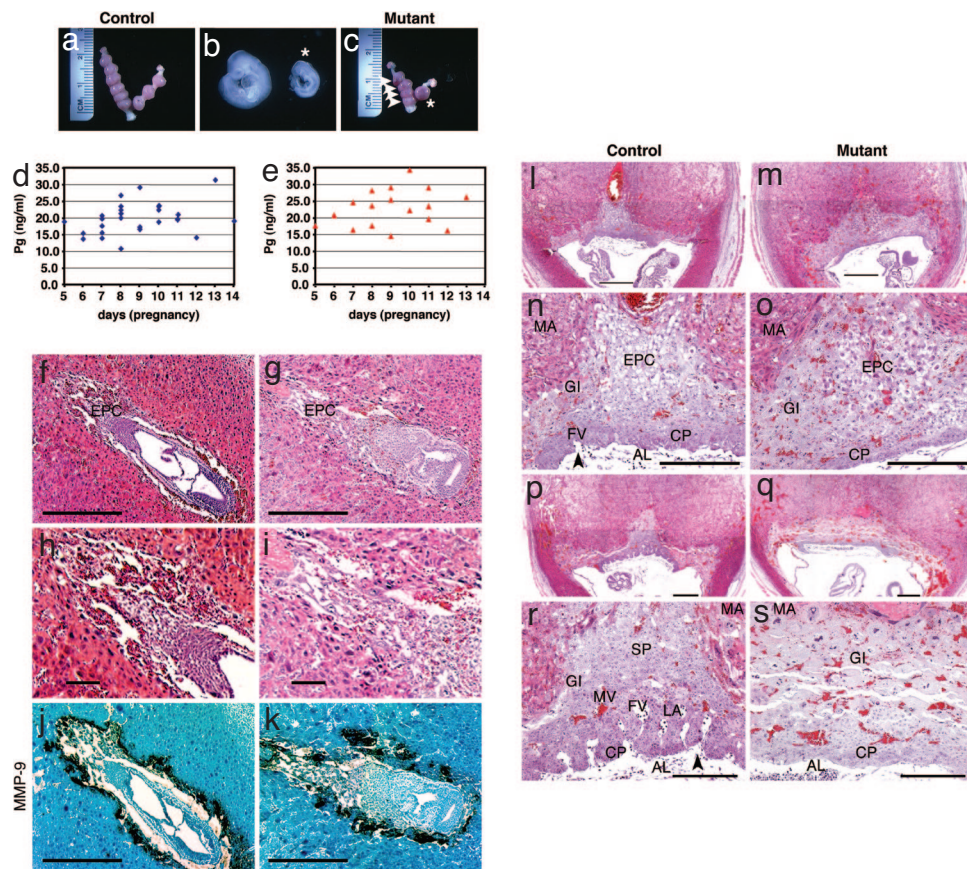 Control
Mutant
a
b
*
c
*
CM
1
2
CM
1
2
d
35.0
30.0
25.0
20.0
15.0
10.0
5.0
0.0
Pg (ng/ml)
5 6 7 8 9 10 11 12 13 14
days (pregnancy)
e
35.0
30.0
25.0
20.0
15.0
10.0
5.0
0.0
Pg (ng/ml)
5 6 7 8 9 10 11 12 13 14
days (pregnancy)
f
EPC
g
EPC
h
i
MMP-9
j
k
Control
Mutant
l
m
n
MA
EPC
GI
FV
CP
AL
o
MA
EPC
GI
CP
p
q
r
MA
SP
GI
MV
FV
LA
CP
AL
s
MA
GI
CP
AL